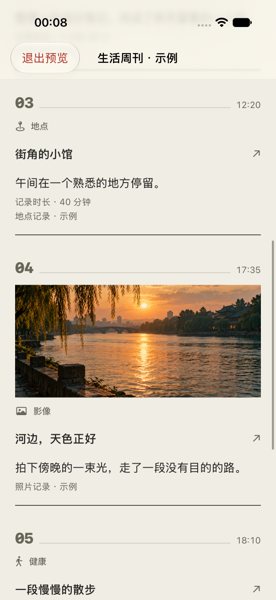 00:08
退出预览
生活周刊 · 示例
03
12:20
地点
街角的小馆
午间在一个熟悉的地方停留。
记录时长 · 40 分钟
地点记录 · 示例
04
17:35
影像
河边，天色正好
拍下傍晚的一束光，走了一段没有目的的路。
照片记录 · 示例
05
18:10
健康
一段慢慢的散步